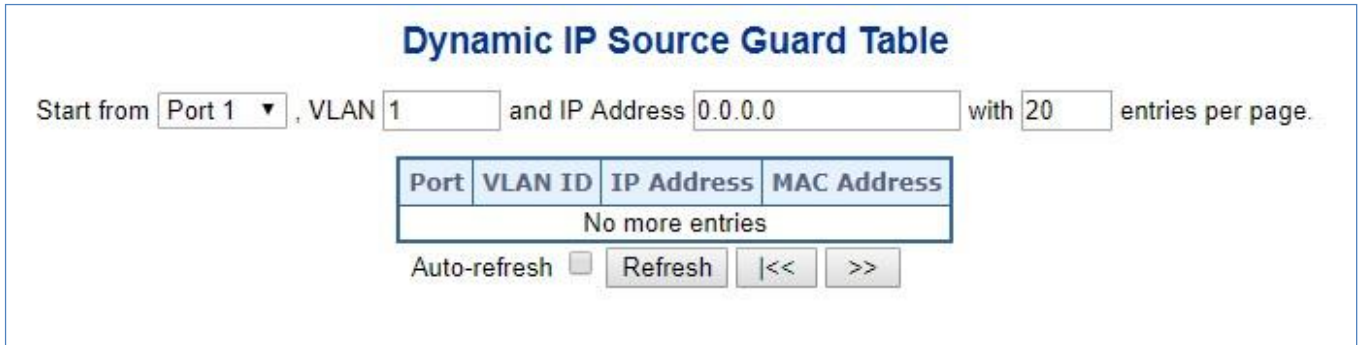 Dynamic IP Source Guard Table
Start from Port 1 ▼ , VLAN 1 and IP Address 0.0.0.0 with 20 entries per page.
Port VLAN ID IP Address MAC Address
No more entries
Auto-refresh Refresh |<< >>